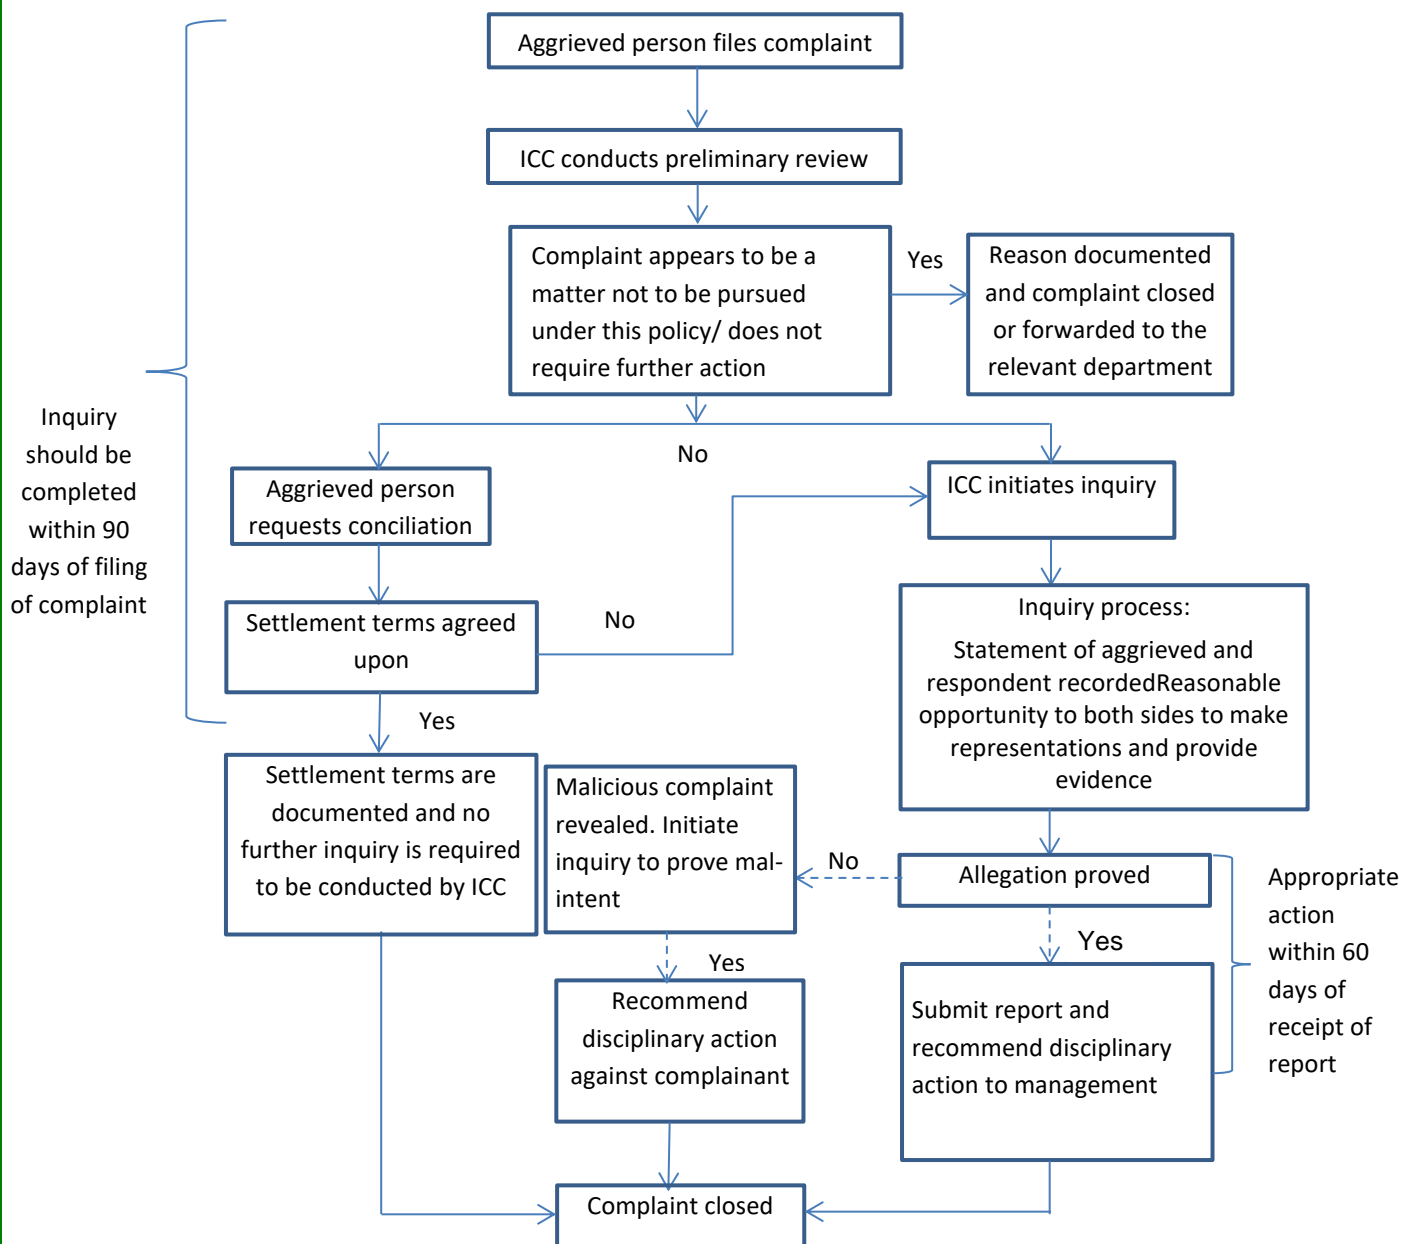 Aggrieved person files complaint
ICC conducts preliminary review
Complaint appears to be a
matter not to be pursued
under this policy/ does not
require further action
Yes
Reason documented
and complaint closed
or forwarded to the
relevant department
No
Inquiry
should be
completed
within 90
days of filing
of complaint
Aggrieved person
requests conciliation
ICC initiates inquiry
Settlement terms agreed
upon
No
Yes
Inquiry process:
Statement of aggrieved and
respondent recordedReasonable
opportunity to both sides to make
representations and provide
evidence
Settlement terms are
documented and no
further inquiry is required
to be conducted by ICC
Malicious complaint
revealed. Initiate
inquiry to prove mal-
intent
No
Allegation proved
Appropriate
action
within 60
days of
receipt of
report
Yes
Yes
Recommend
disciplinary action
against complainant
Submit report and
recommend disciplinary
action to management
Complaint closed